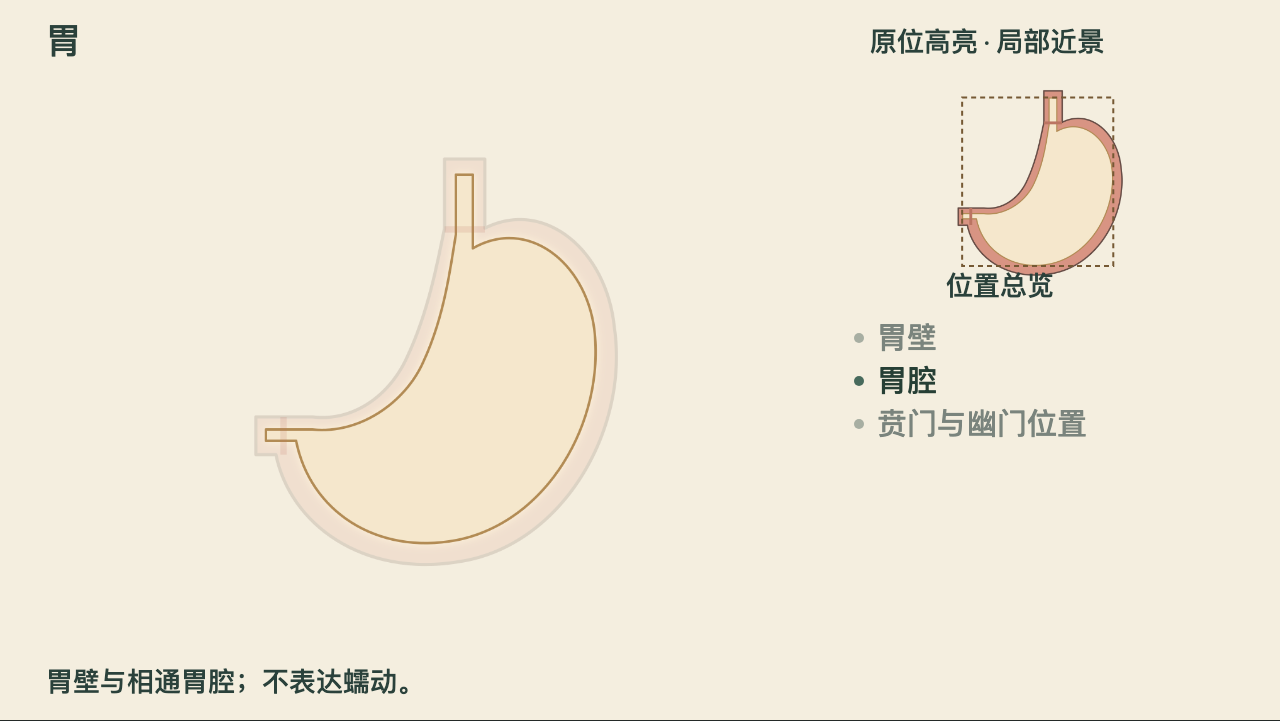 胃
原位高亮 · 局部近景
位置总览
胃壁
胃腔
贲门与幽门位置
胃壁与相通胃腔；不表达蠕动。